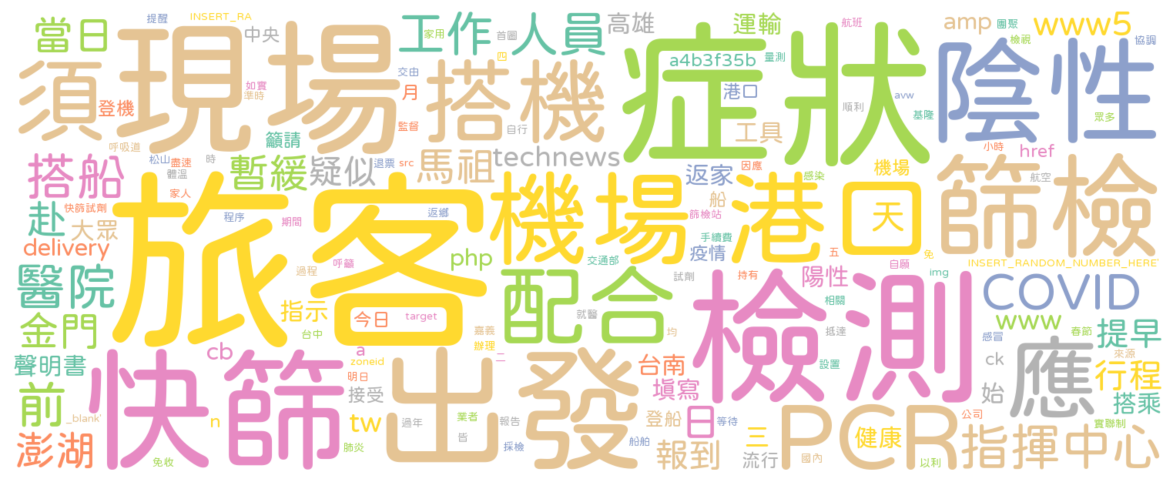 提醒 INSERT_RA 當日 現場 中央 家用 首圖 工作 人員 高雄 運輸 航班 圖聚 amp www5
檢視 協調 四 症狀 a4b3f35b 量測 陰性
須 登機 如實 準時 交由 月 搭機 港口 avw 基隆 順利 眾多
監督 自行 工具
呼吸道 松山 盡速 時 籲請 退票 src 馬祖 technews 因應 機場 小時 href
搭船 快篩試劑 體溫 家人 暫緩 疑似 返家 感染 航空 篩檢
赴 大眾 旅客 程序 期間 返鄉 機場 船 篩檢站 港口 天
delivery 呼籲 php 手續費 疫情 五 免
醫院 過程 指示 配合 交通部 試劑 持有 自願 陽性 INSERT_RANDOM_NUMBER_HERE
金門 台中 今日 target 就醫 檢測 相關 img COVID
cb a 嘉義 辦理 均 抵達 感冒 www 春節 提早
聲明書 快篩 zoneid 二 出發 台南 設置 ck 應 來源 行程
前 明日 接受 填寫 始 搭乘
_blank' n tw 過年 業者 報告 登船 日 等待 三 PCR 健康 公司 實聯制
澎湖 免收 肺炎 皆 採檢 船舶 報到 流行 國內 以利 指揮中心